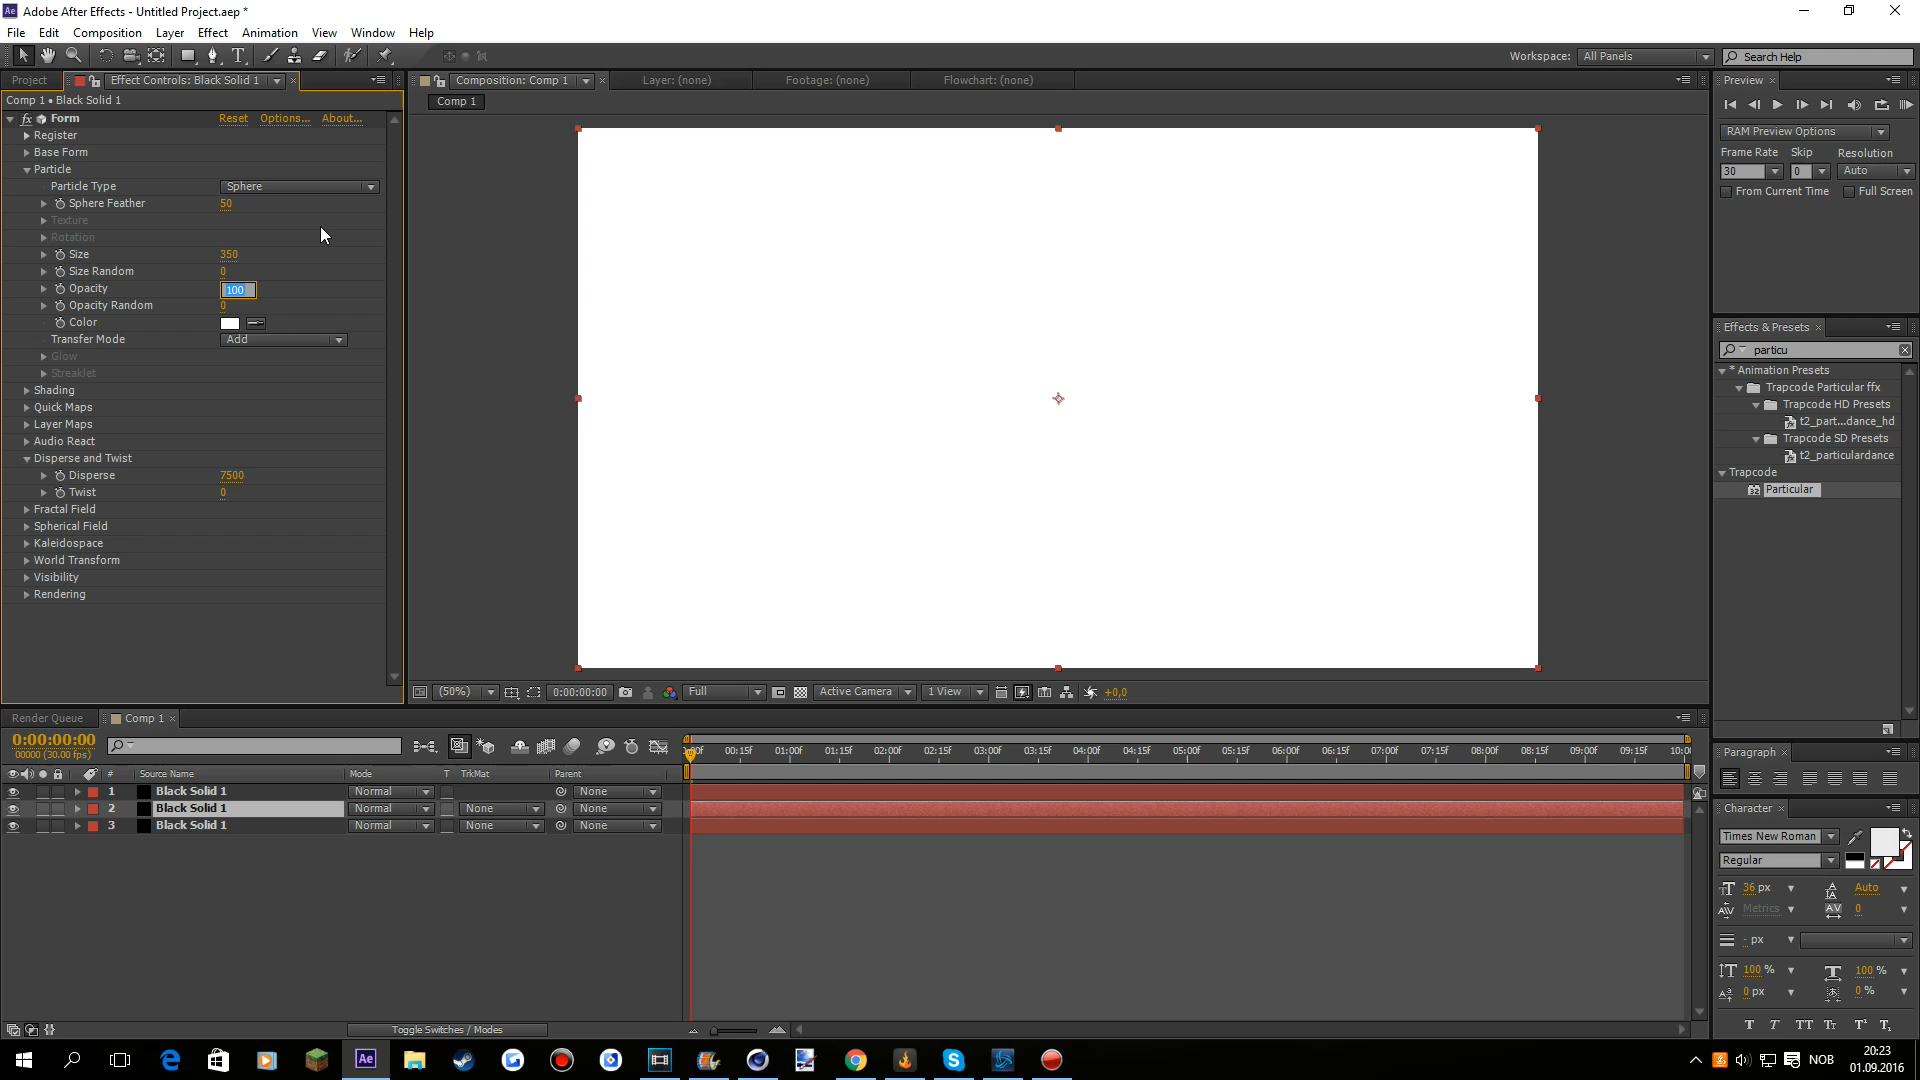 Adobe After Effects - Untitled Project.aep *
File Edit Composition Layer Effect Animation View Window Help
Workspace: All Panels Search Help
Project Effect Controls: Black Solid 1
Composition: Comp 1 Layer: (none) Footage: (none) Flowchart: (none)
Preview
Comp 1 • Black Solid 1
Comp 1
fx Form Reset Options... About...
Register
Base Form
Particle
Particle Type Sphere
Sphere Feather 50
Texture
Rotation
Size 350
Size Random 0
Opacity 100
Opacity Random 0
Color
Transfer Mode Add
Glow
Streaklet
Shading
Quick Maps
Layer Maps
Audio React
Disperse and Twist
Disperse 7500
Twist 0
Fractal Field
Spherical Field
Kaleidospace
World Transform
Visibility
Rendering
(50%) 0:00:00:00 Full Active Camera 1 View +0,0
RAM Preview Options
Frame Rate Skip Resolution
30 0 Auto
From Current Time Full Screen
Effects & Presets
particu
* Animation Presets
Trapcode Particular ffx
Trapcode HD Presets
t2_part...dance_hd
Trapcode SD Presets
t2_particulardance
Trapcode
32 Particular
Paragraph
Character
Times New Roman
Regular
36 px Auto
Metrics 0
- px
100 % 100 %
0 px 0 %
T T TT Tt T¹ T₁
Render Queue Comp 1
0:00:00:00
00000 (30.00 fps)
00:15f 01:00f 01:15f 02:00f 02:15f 03:00f 03:15f 04:00f 04:15f 05:00f 05:15f 06:00f 06:15f 07:00f 07:15f 08:00f 08:15f 09:00f 09:15f
# Source Name Mode T TrkMat Parent
1 Black Solid 1 Normal None
2 Black Solid 1 Normal None None
3 Black Solid 1 Normal None None
Toggle Switches / Modes
Ae
NOB
20:23
01.09.2016